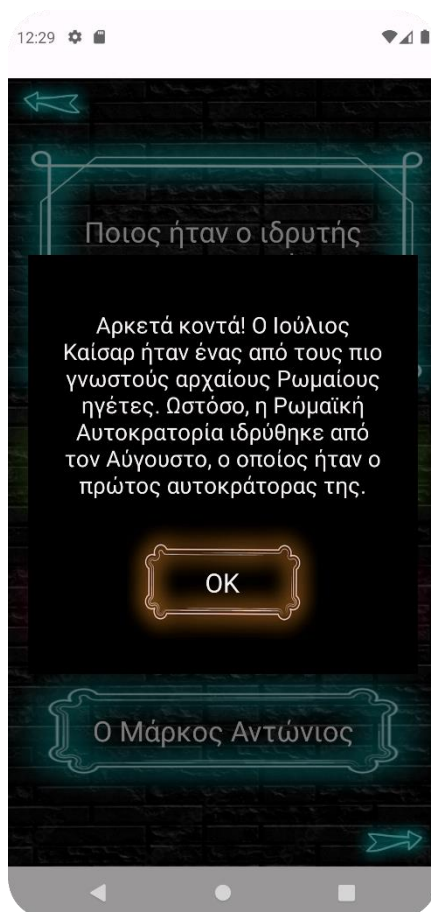 12:29
Ποιος ήταν ο ιδρυτής
Αρκετά κοντά! Ο Ιούλιος
Καίσαρ ήταν ένας από τους πιο
γνωστούς αρχαίους Ρωμαίους
ηγέτες. Ωστόσο, η Ρωμαϊκή
Αυτοκρατορία ιδρύθηκε από
τον Αύγουστο, ο οποίος ήταν ο
πρώτος αυτοκράτορας της.
OK
Ο Μάρκος Αντώνιος